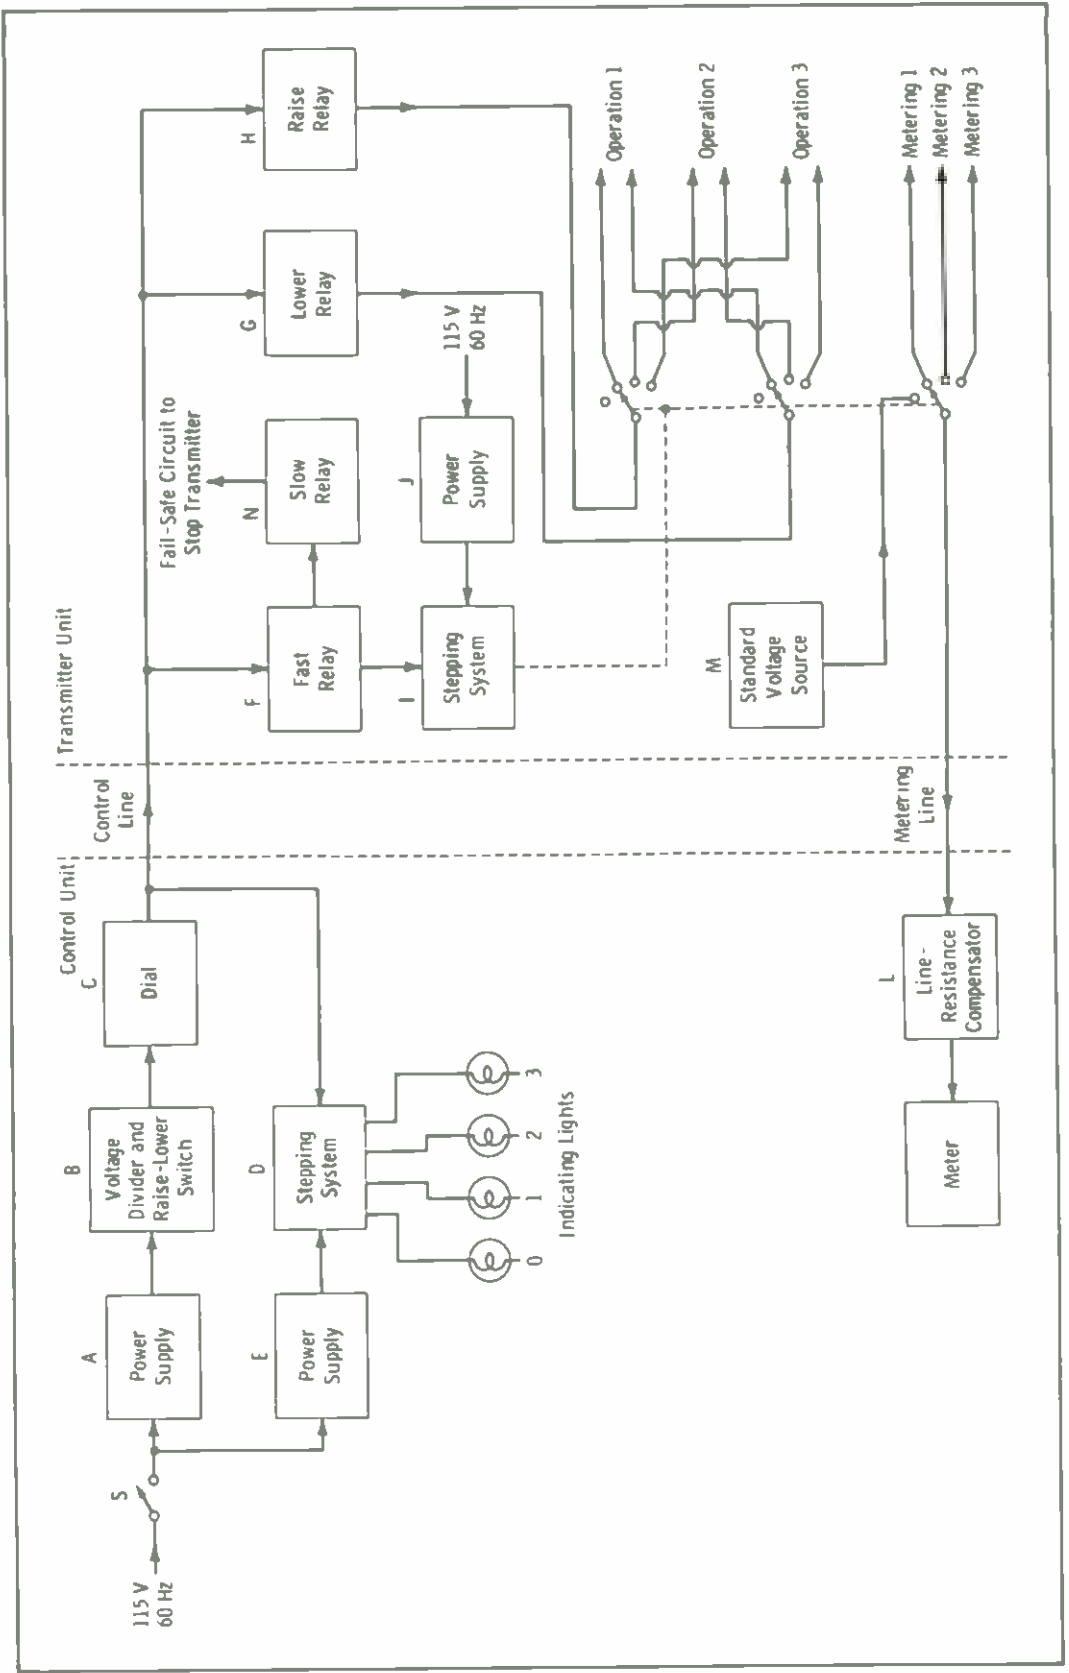 115 V
60 Hz
S
A
Power
Supply
B
Voltage
Divider and
Raise-Lower
Switch
C
Dial
Control Unit
Control
Line
Transmitter Unit
E
Power
Supply
D
Stepping
System
0
1
2
3
Indicating Lights
F
Fast
Relay
N
Slow
Relay
Fail-Safe Circuit to
Stop Transmitter
G
Lower
Relay
H
Raise
Relay
I
Stepping
System
J
Power
Supply
115 V
60 Hz
Operation 1
Operation 2
Operation 3
M
Standard
Voltage
Source
Metering 1
Metering 2
Metering 3
Metering
Line
L
Line-
Resistance
Compensator
Meter